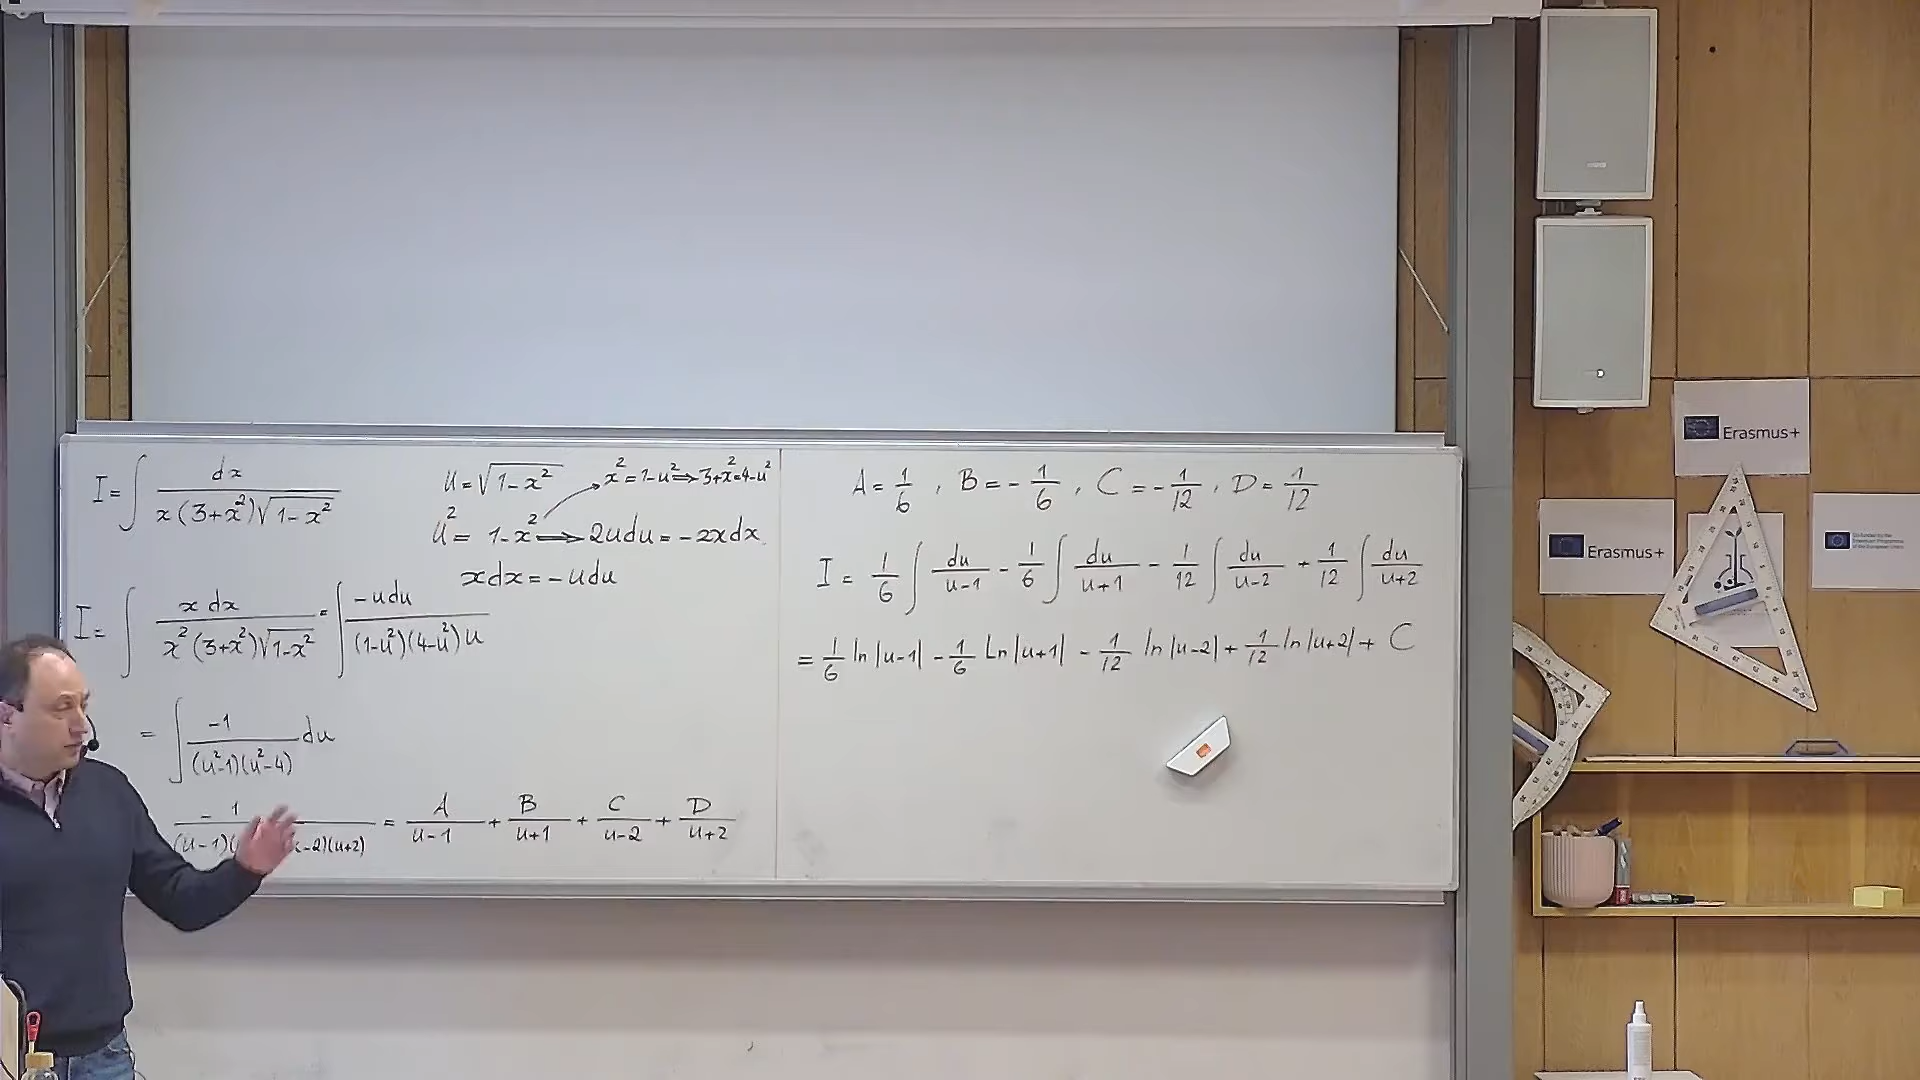 I = ∫ dx / (x(3+x²)√(1-x²))
u = √(1-x²)
x² = 1-u² ⇒ 3+x² = 4-u²
u² = 1-x² ⟹ 2udu = -2xdx
xdx = -udu
I = ∫ x dx / (x²(3+x²)√(1-x²)) = ∫ -udu / ((1-u²)(4-u²)u)
= ∫ -1 / ((u²-1)(u²-4)) du
-1 / ((u-1)( -2)(u+2)) = A/(u-1) + B/(u+1) + C/(u-2) + D/(u+2)
A = 1/6 , B = -1/6 , C = -1/12 , D = 1/12
I = 1/6 ∫ du/(u-1) - 1/6 ∫ du/(u+1) - 1/12 ∫ du/(u-2) + 1/12 ∫ du/(u+2)
= 1/6 ln|u-1| - 1/6 Ln|u+1| - 1/12 ln|u-2| + 1/12 ln|u+2| + C
Erasmus+
Erasmus+